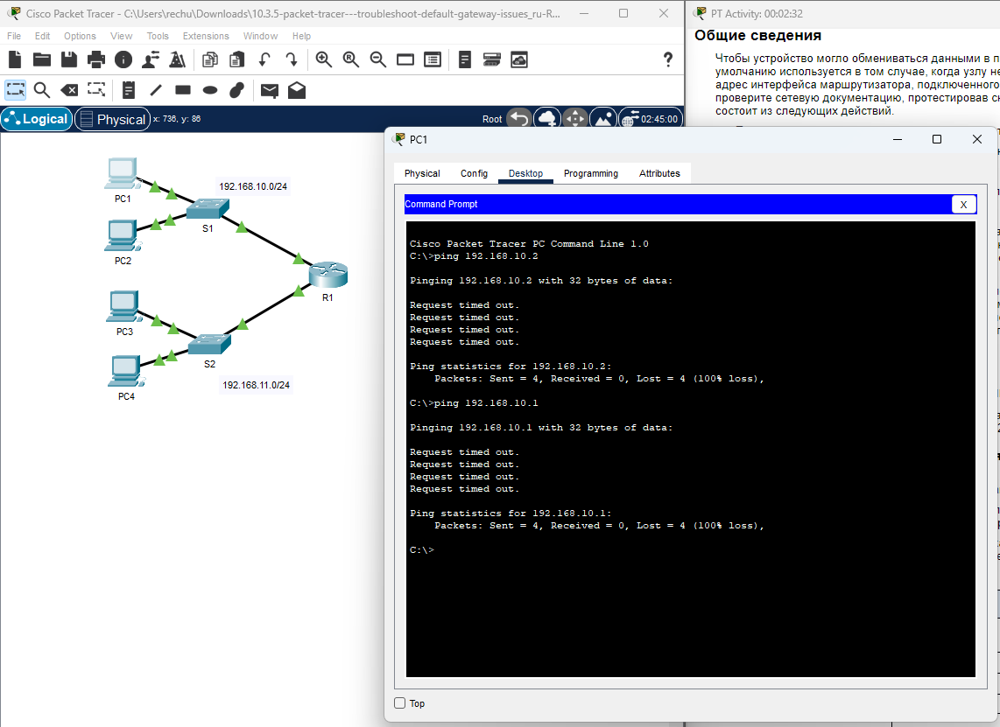 Cisco Packet Tracer - C:\Users\rechu\Downloads\10.3.5-packet-tracer---troubleshoot-default-gateway-issues_ru-R...
File Edit Options View Tools Extensions Window Help
Logical Physical x: 736, y: 86 Root 02:45:00
PC1
192.168.10.0/24
S1
PC2
R1
PC3
S2
192.168.11.0/24
PC4
PT Activity: 00:02:32
Общие сведения
Чтобы устройство могло обмениваться данными в п
умолчанию используется в том случае, когда узлу не
адрес интерфейса маршрутизатора, подключенного
проверите сетевую документацию, протестировав с
состоит из следующих действий.
PC1
Physical Config Desktop Programming Attributes
Command Prompt X
Cisco Packet Tracer PC Command Line 1.0
C:\>ping 192.168.10.2
Pinging 192.168.10.2 with 32 bytes of data:
Request timed out.
Request timed out.
Request timed out.
Request timed out.
Ping statistics for 192.168.10.2:
Packets: Sent = 4, Received = 0, Lost = 4 (100% loss),
C:\>ping 192.168.10.1
Pinging 192.168.10.1 with 32 bytes of data:
Request timed out.
Request timed out.
Request timed out.
Request timed out.
Ping statistics for 192.168.10.1:
Packets: Sent = 4, Received = 0, Lost = 4 (100% loss),
C:\>
Top